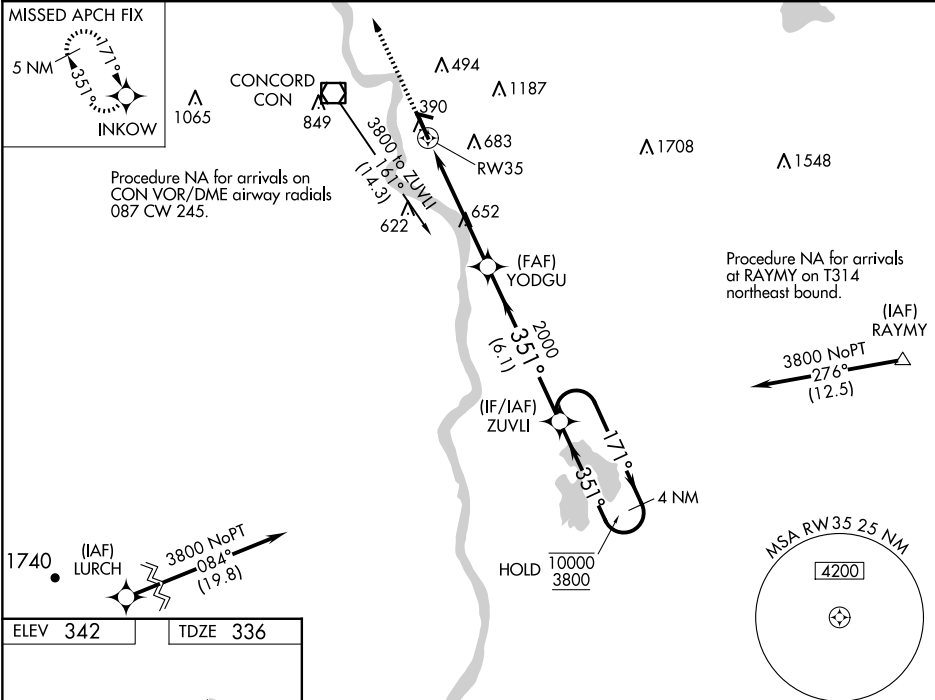 MISSED APCH FIX
5 NM
171°
351°
INKOW
1065
CONCORD
CON
849
494
1187
390
683
RW35
1708
1548
3800 to ZUVLI
161°
(14.3)
622
652
Procedure NA for arrivals on
CON VOR/DME airway radials
087 CW 245.
(FAF)
YODGU
2000
351°
(6.1)
Procedure NA for arrivals
at RAYMY on T314
northeast bound.
(IAF)
RAYMY
3800 NoPT
276°
(12.5)
(IF/IAF)
ZUVLI
171°
351°
4 NM
HOLD
10000
3800
1740
(IAF)
LURCH
3800 NoPT
084°
(19.8)
MSA RW35 25 NM
4200
ELEV 342
TDZE 336